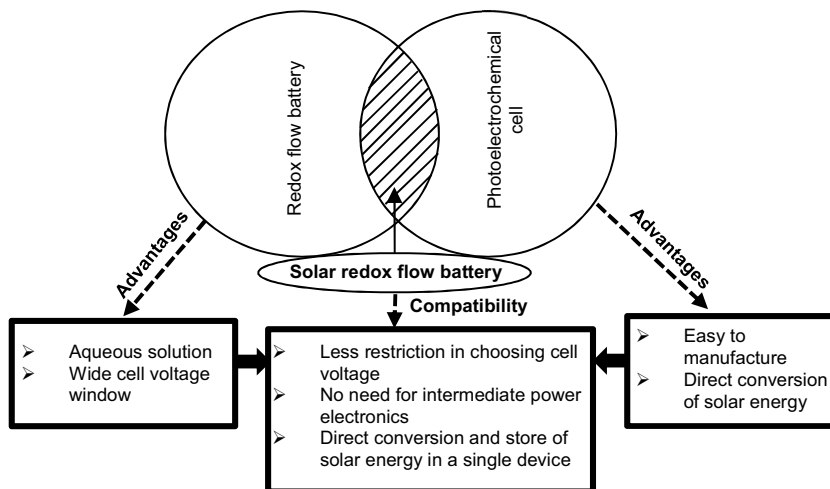 Redox flow
battery
Photoelectrochemical
cell
Solar redox flow battery
Advantages
Compatibility
Advantages
➢ Aqueous solution
➢ Wide cell voltage
window
➢ Less restriction in choosing cell
voltage
➢ No need for intermediate power
electronics
➢ Direct conversion and store of
solar energy in a single device
➢ Easy to
manufacture
➢ Direct conversion
of solar energy